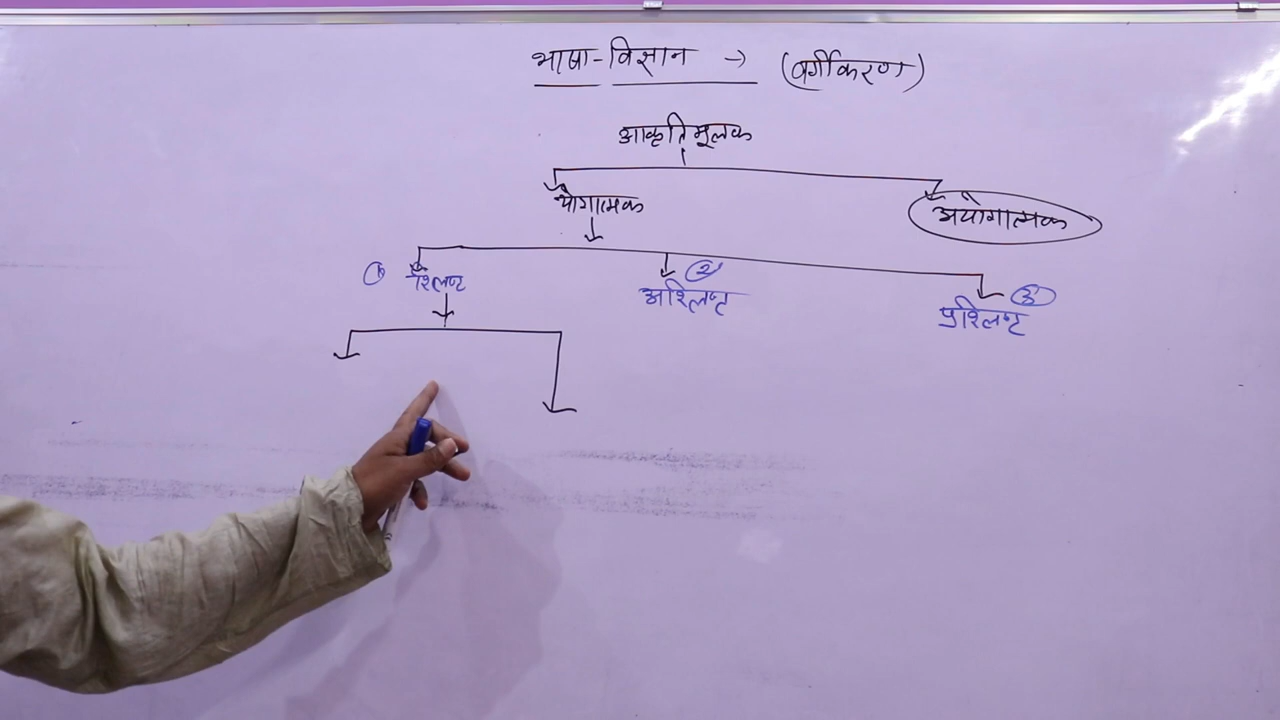 भाषा-विज्ञान → (वर्गीकरण)
आकृतिमूलक
योगात्मक
अयोगात्मक
① श्लिष्ट
② अश्लिष्ट
③ प्रश्लिष्ट